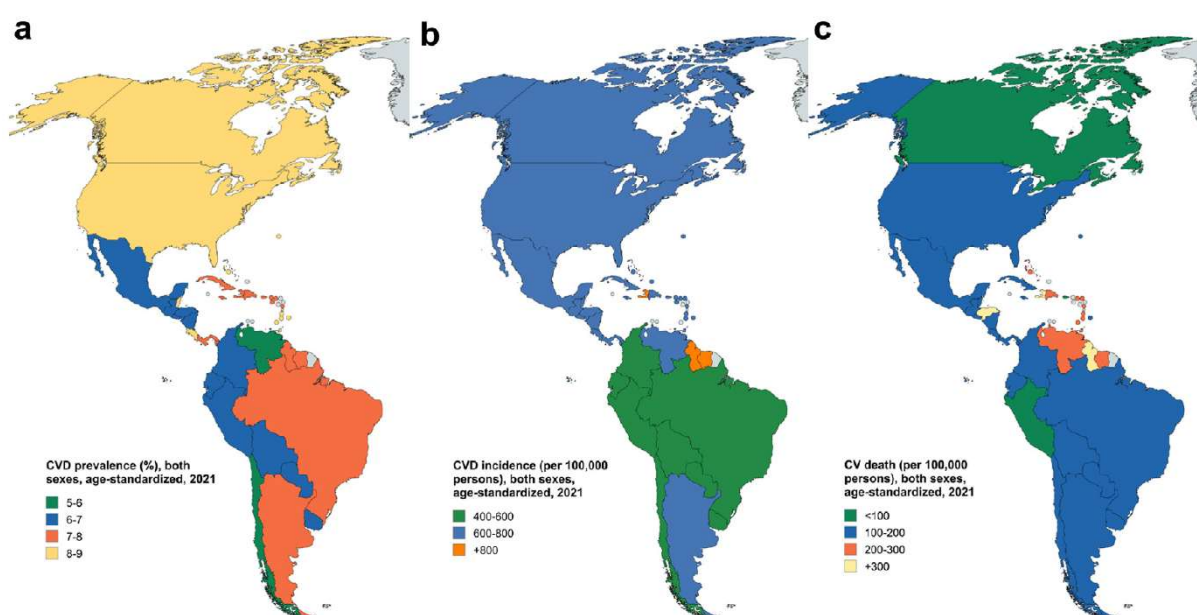 a
CVD prevalence (%), both
sexes, age-standardized, 2021
5-6
6-7
7-8
8-9
b
CVD incidence (per 100,000
persons), both sexes,
age-standardized, 2021
400-600
600-800
+800
c
CV death (per 100,000
persons), both sexes,
age-standardized, 2021
<100
100-200
200-300
+300